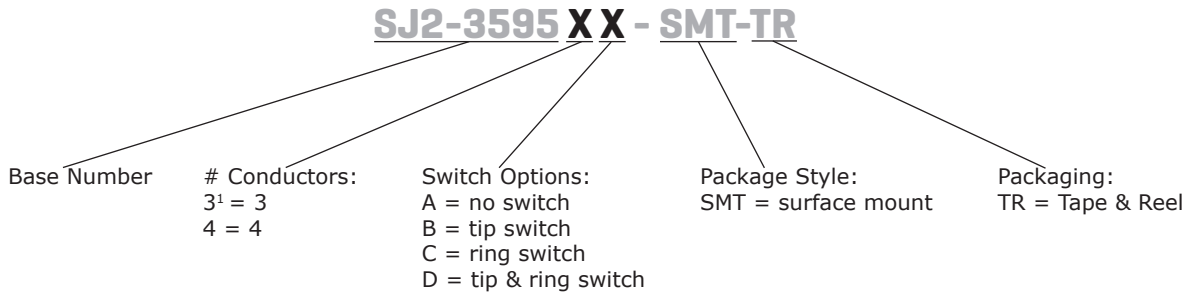 SJ2-3595 X X - SMT-TR
Base Number
# Conductors:
3¹ = 3
4 = 4
Switch Options:
A = no switch
B = tip switch
C = ring switch
D = tip & ring switch
Package Style:
SMT = surface mount
Packaging:
TR = Tape & Reel